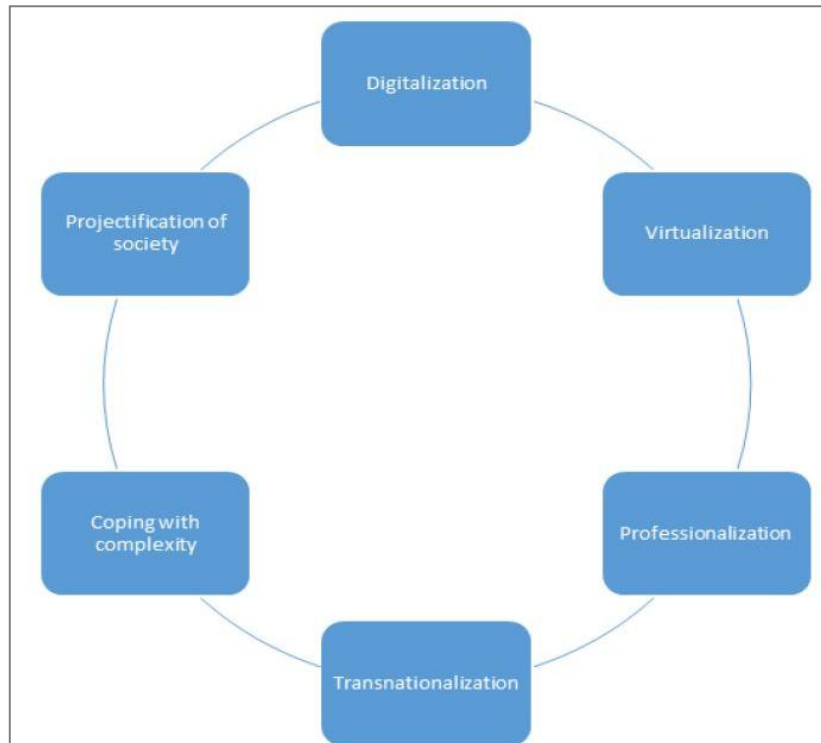 Digitalization
Virtualization
Professionalization
Transnationalization
Coping with
complexity
Projectification of
society